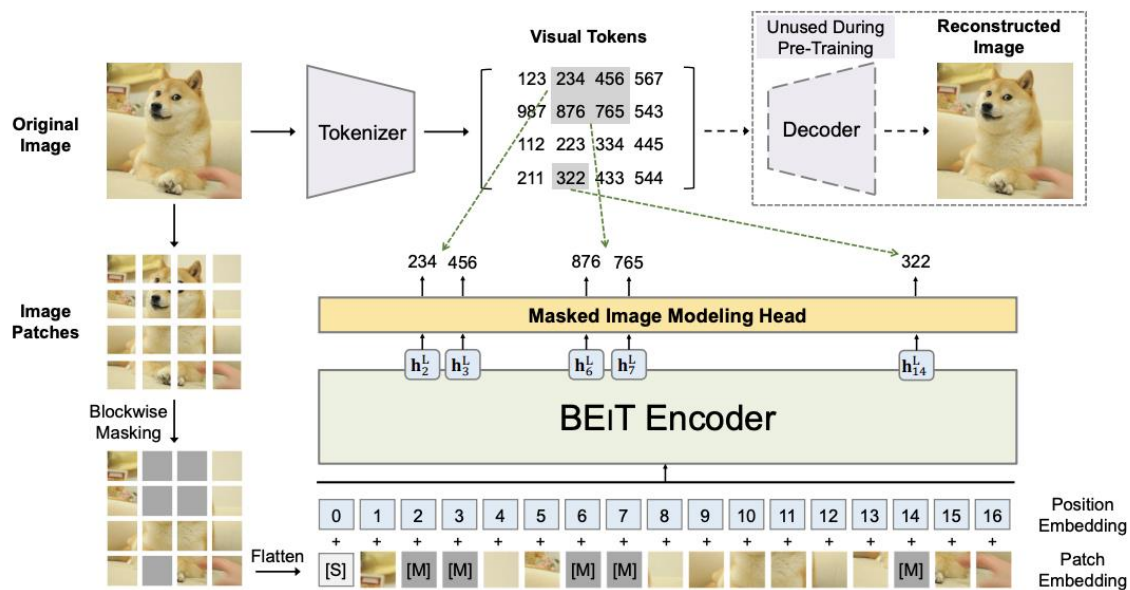 Original
Image
Tokenizer
Visual Tokens
123 234 456 567
987 876 765 543
112 223 334 445
211 322 433 544
Unused During
Pre-Training
Decoder
Reconstructed
Image
Image
Patches
234 456 876 765 322
Masked Image Modeling Head
h₂ᴸ h₃ᴸ h₆ᴸ h₇ᴸ h₁₄ᴸ
BEIT Encoder
Blockwise
Masking
Flatten
0 1 2 3 4 5 6 7 8 9 10 11 12 13 14 15 16
Position
Embedding
+ + + + + + + + + + + + + + + + +
[S] [M] [M] [M] [M] [M]
Patch
Embedding